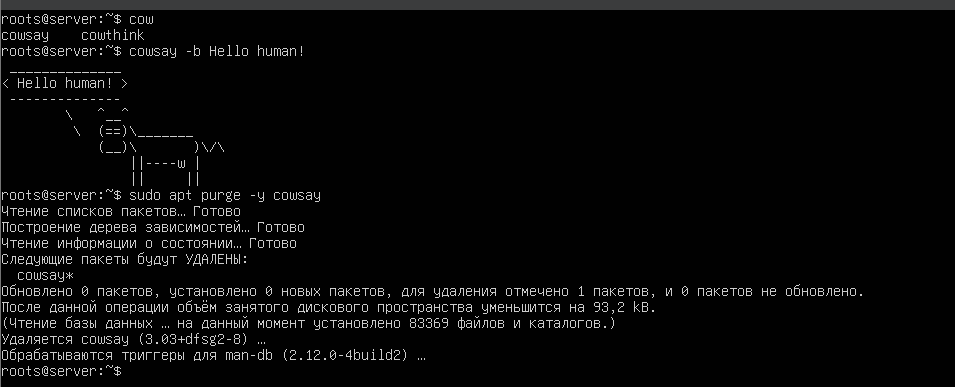 roots@server:~$ cow
cowsay    cowthink
roots@server:~$ cowsay -b Hello human!
 ______________
< Hello human! >
 --------------
        \   ^__^
         \  (==)\_______
            (__)\       )\/\
                ||----w |
                ||     ||
roots@server:~$ sudo apt purge -y cowsay
Чтение списков пакетов… Готово
Построение дерева зависимостей… Готово
Чтение информации о состоянии… Готово
Следующие пакеты будут УДАЛЕНЫ:
  cowsay*
Обновлено 0 пакетов, установлено 0 новых пакетов, для удаления отмечено 1 пакетов, и 0 пакетов не обновлено.
После данной операции объём занятого дискового пространства уменьшится на 93,2 kB.
(Чтение базы данных … на данный момент установлено 83369 файлов и каталогов.)
Удаляется cowsay (3.03+dfsg2-8) …
Обрабатываются триггеры для man-db (2.12.0-4build2) …
roots@server:~$